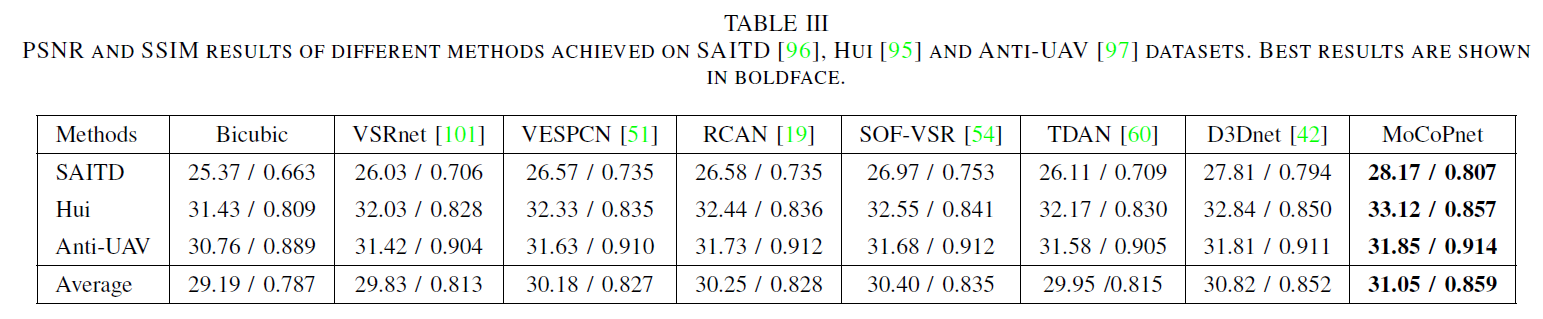 TABLE III
PSNR AND SSIM RESULTS OF DIFFERENT METHODS ACHIEVED ON SAITD [96], HUI [95] AND ANTI-UAV [97] DATASETS. BEST RESULTS ARE SHOWN
IN BOLDFACE.
Methods Bicubic VSRnet [101] VESPCN [51] RCAN [19] SOF-VSR [54] TDAN [60] D3Dnet [42] MoCoPnet
SAITD 25.37 / 0.663 26.03 / 0.706 26.57 / 0.735 26.58 / 0.735 26.97 / 0.753 26.11 / 0.709 27.81 / 0.794 28.17 / 0.807
Hui 31.43 / 0.809 32.03 / 0.828 32.33 / 0.835 32.44 / 0.836 32.55 / 0.841 32.17 / 0.830 32.84 / 0.850 33.12 / 0.857
Anti-UAV 30.76 / 0.889 31.42 / 0.904 31.63 / 0.910 31.73 / 0.912 31.68 / 0.912 31.58 / 0.905 31.81 / 0.911 31.85 / 0.914
Average 29.19 / 0.787 29.83 / 0.813 30.18 / 0.827 30.25 / 0.828 30.40 / 0.835 29.95 /0.815 30.82 / 0.852 31.05 / 0.859